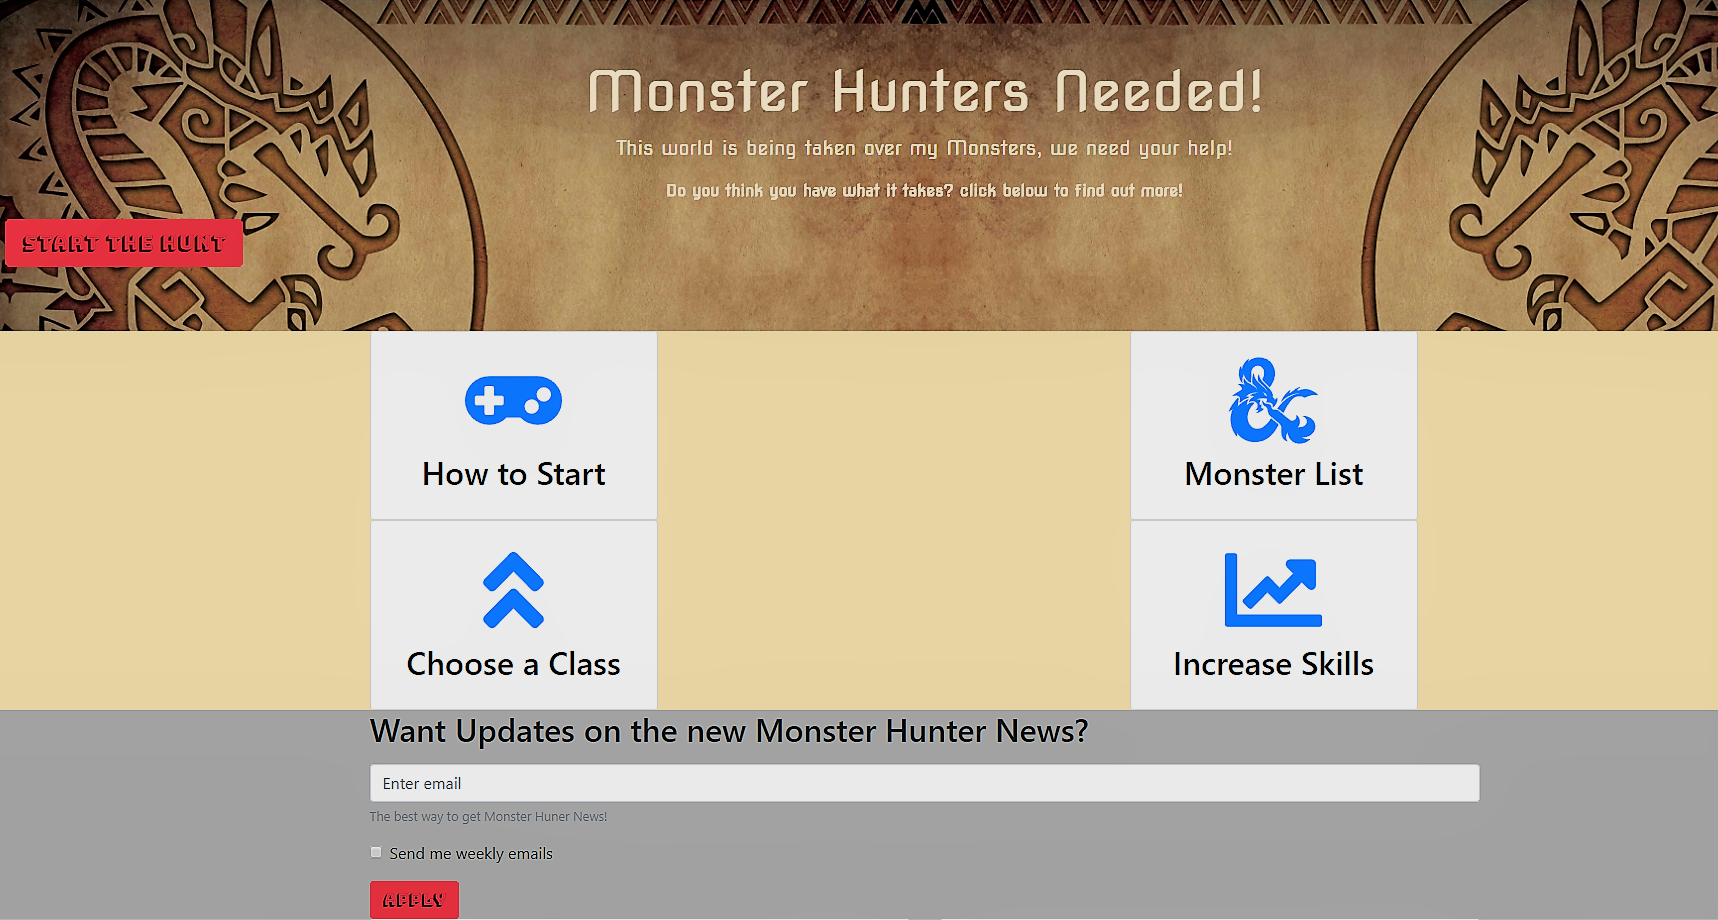 Monster Hunters Needed!
This world is being taken over my Monsters, we need your help!
Do you think you have what it takes? click below to find out more!
START THE HUNT
How to Start
Monster List
Choose a Class
Increase Skills
Want Updates on the new Monster Hunter News?
Enter email
The best way to get Monster Huner News!
Send me weekly emails
APPLY